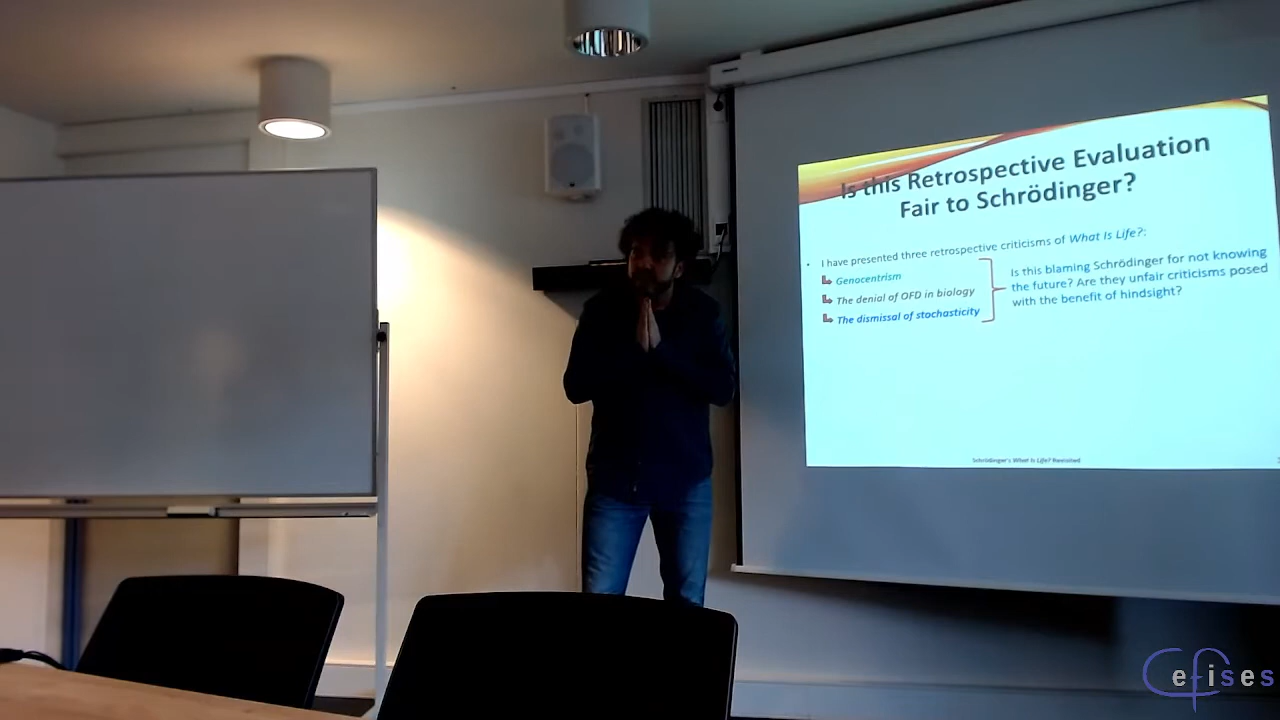 Is this Retrospective Evaluation
Fair to Schrödinger?
• I have presented three retrospective criticisms of What Is Life?:
Genocentrism
The denial of OFD in biology
The dismissal of stochasticity
Is this blaming Schrödinger for not knowing
the future? Are they unfair criticisms posed
with the benefit of hindsight?
Schrödinger's What Is Life? Revisited
efises